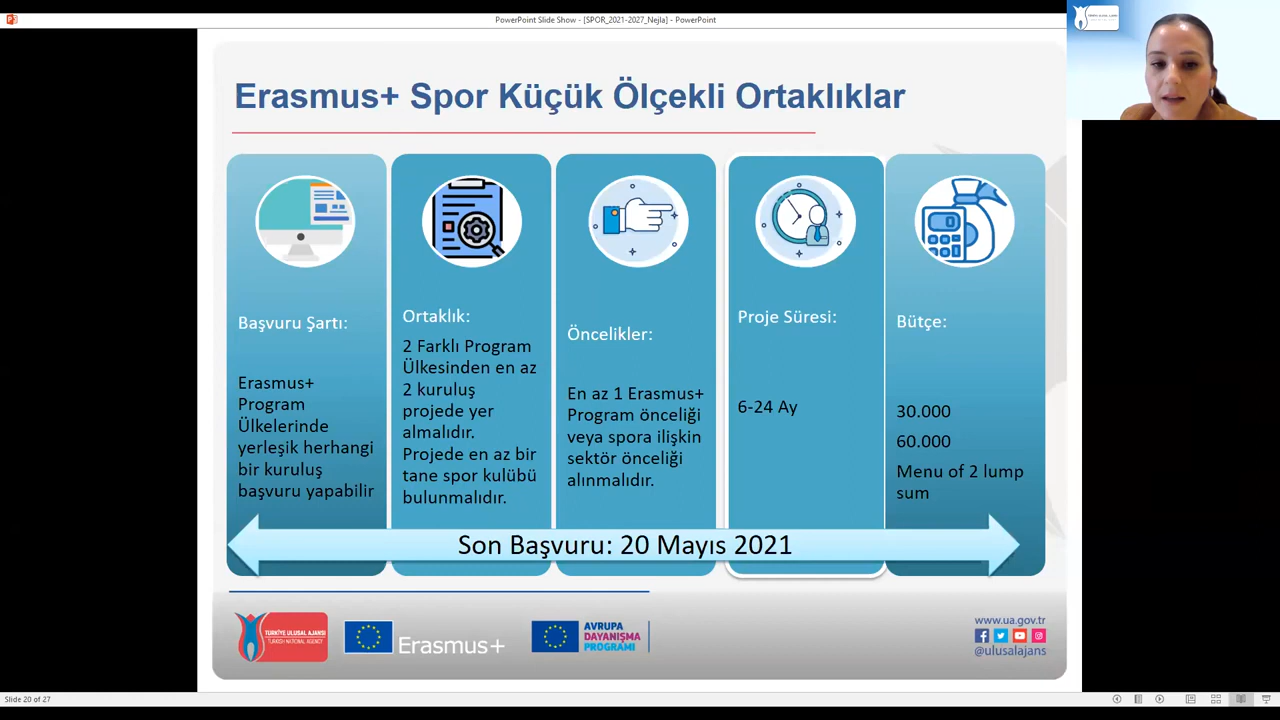 PowerPoint Slide Show - [SPOR_2021-2027_Nejla] - PowerPoint
Erasmus+ Spor Küçük Ölçekli Ortaklıklar
Başvuru Şartı:
Erasmus+
Program
Ülkelerinde
yerleşik herhangi
bir kuruluş
başvuru yapabilir
Ortaklık:
2 Farklı Program
Ülkesinden en az
2 kuruluş
projede yer
almalıdır.
Projede en az bir
tane spor kulübü
bulunmalıdır.
Öncelikler:
En az 1 Erasmus+
Program önceliği
veya spora ilişkin
sektör önceliği
alınmalıdır.
Proje Süresi:
6-24 Ay
Bütçe:
30.000
60.000
Menu of 2 lump
sum
Son Başvuru: 20 Mayıs 2021
TÜRKİYE ULUSAL AJANSI
TURKISH NATIONAL AGENCY
Erasmus+
AVRUPA
DAYANIŞMA
PROGRAMI
www.ua.gov.tr
@ulusalajans
Slide 20 of 27